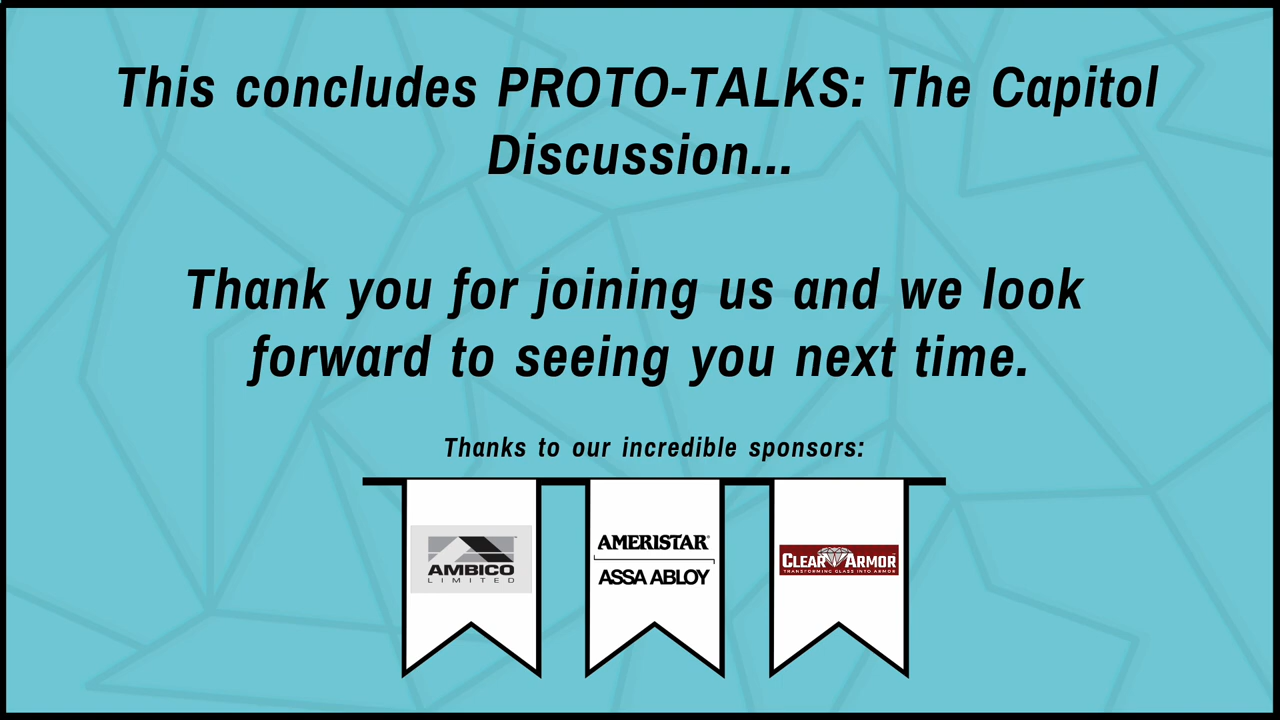 This concludes PROTO-TALKS: The Capitol
Discussion...
Thank you for joining us and we look
forward to seeing you next time.
Thanks to our incredible sponsors:
AMBICO
LIMITED
AMERISTAR®
ASSA ABLOY
CLEAR ARMOR
TRANSFORMING GLASS INTO ARMOR